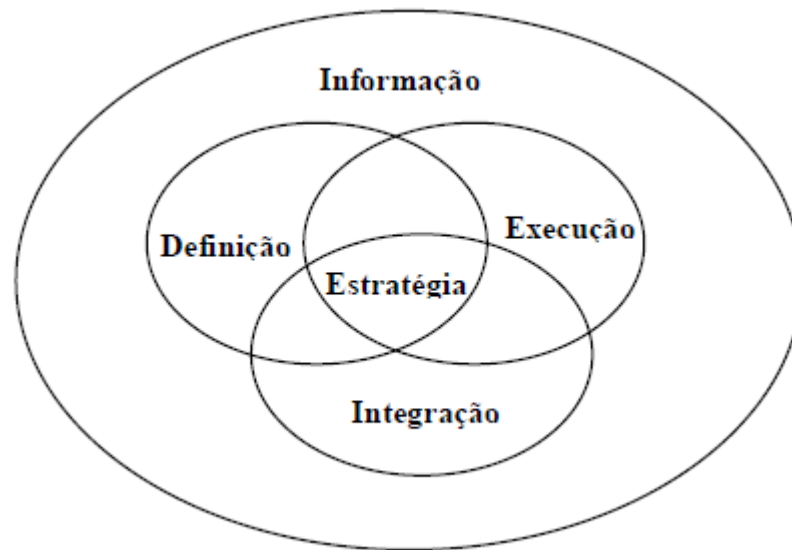 Informação
Definição
Execução
Estratégia
Integração